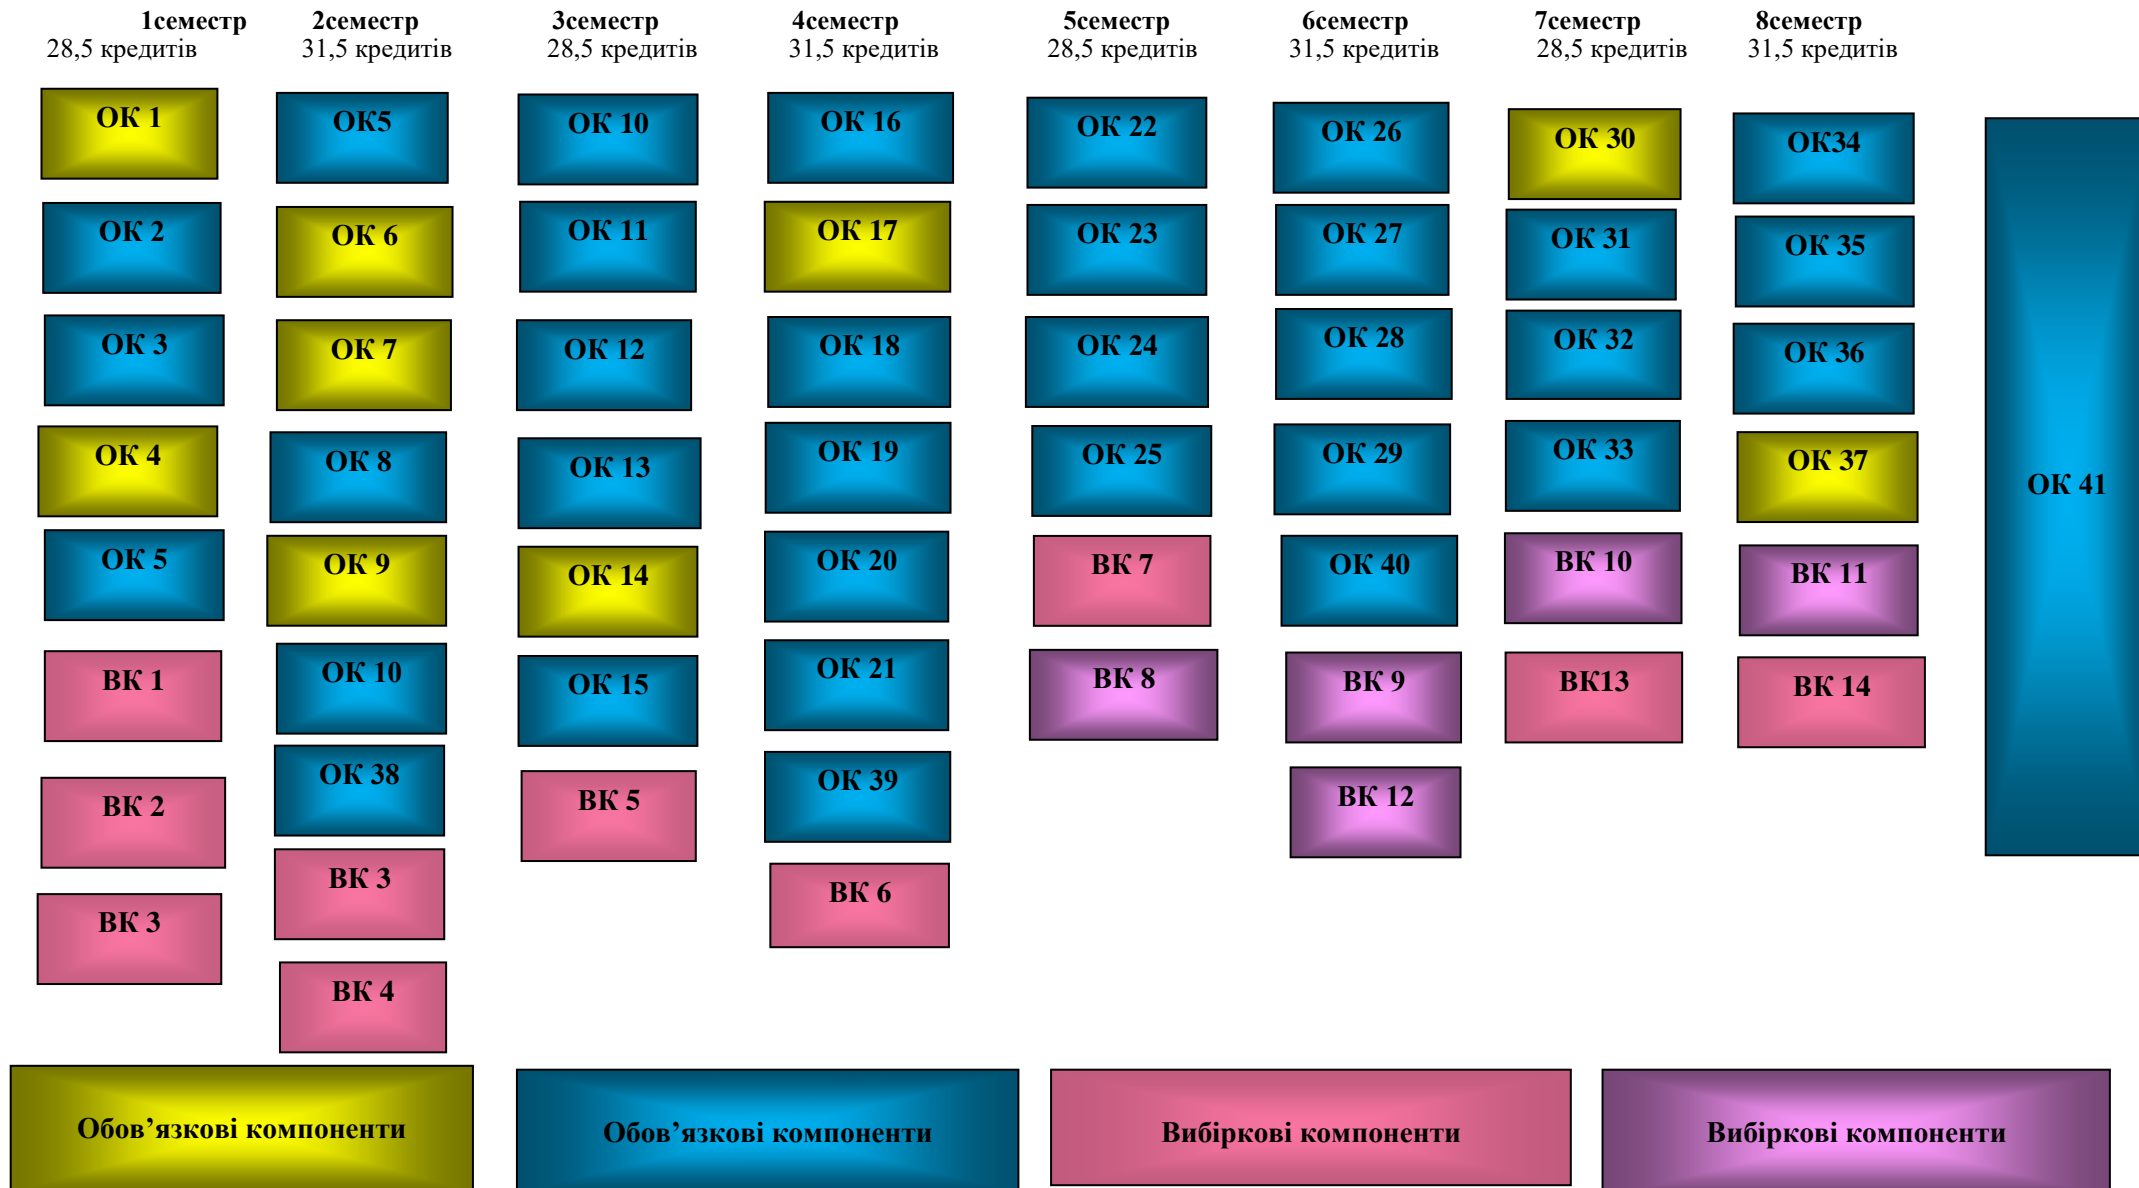 1семестр 2семестр 3семестр 4семестр 5семестр 6семестр 7семестр 8семестр
28,5 кредитів 31,5 кредитів 28,5 кредитів 31,5 кредитів 28,5 кредитів 31,5 кредитів 28,5 кредитів 31,5 кредитів
ОК 1 ОК5 ОК 10 ОК 16 ОК 22 ОК 26 ОК 30 ОК34
ОК 2 ОК 6 ОК 11 ОК 17 ОК 23 ОК 27 ОК 31 ОК 35
ОК 3 ОК 7 ОК 12 ОК 18 ОК 24 ОК 28 ОК 32 ОК 36
ОК 4 ОК 8 ОК 13 ОК 19 ОК 25 ОК 29 ОК 33 ОК 37 ОК 41
ОК 5 ОК 9 ОК 14 ОК 20 ВК 7 ОК 40 ВК 10 ВК 11
ВК 1 ОК 10 ОК 15 ОК 21 ВК 8 ВК 9 ВК13 ВК 14
ВК 2 ОК 38 ВК 5 ОК 39 ВК 12
ВК 3 ВК 3 ВК 6
ВК 4
Обов’язкові компоненти Обов’язкові компоненти Вибіркові компоненти Вибіркові компоненти